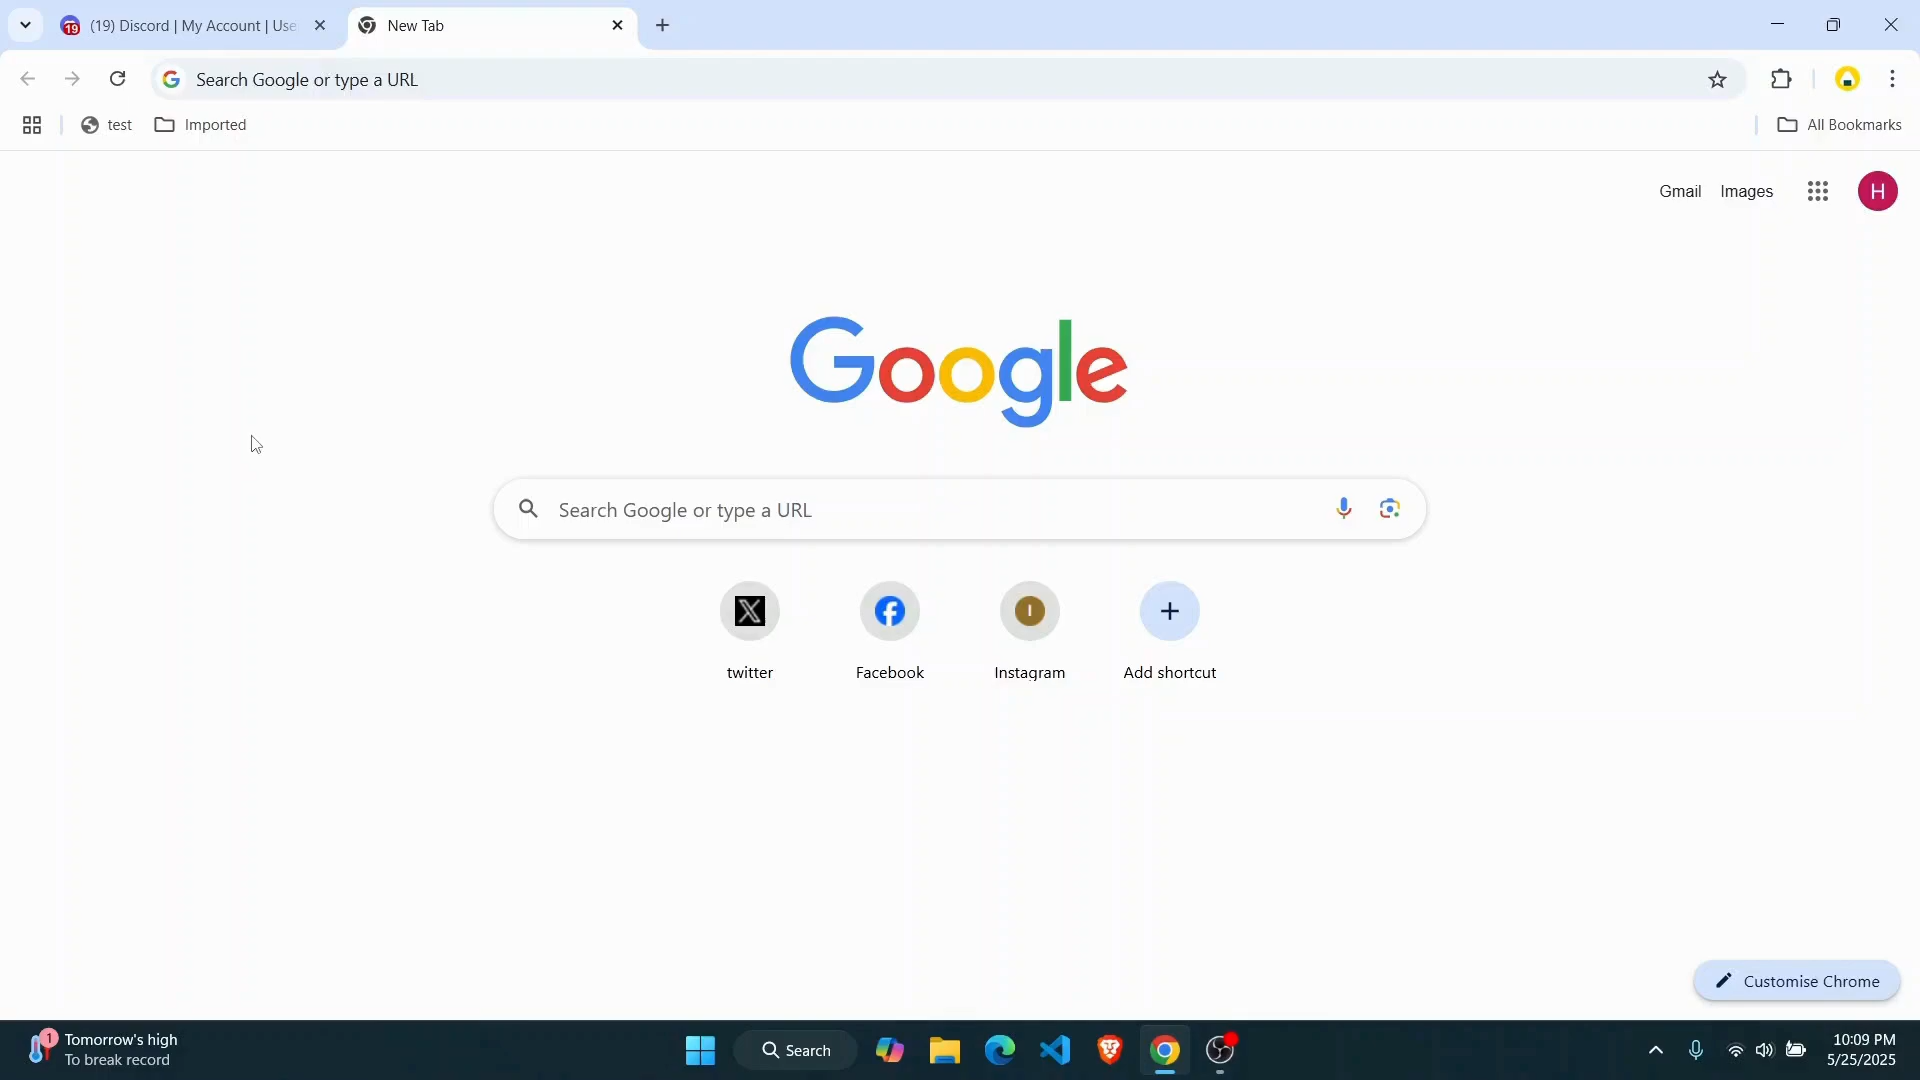 19
(19) Discord | My Account | Use
New Tab
Search Google or type a URL
test
Imported
All Bookmarks
Gmail
Images
H
Google
Search Google or type a URL
I
twitter
Facebook
Instagram
Add shortcut
Customise Chrome
1
Tomorrow's high
To break record
Search
10:09 PM
5/25/2025